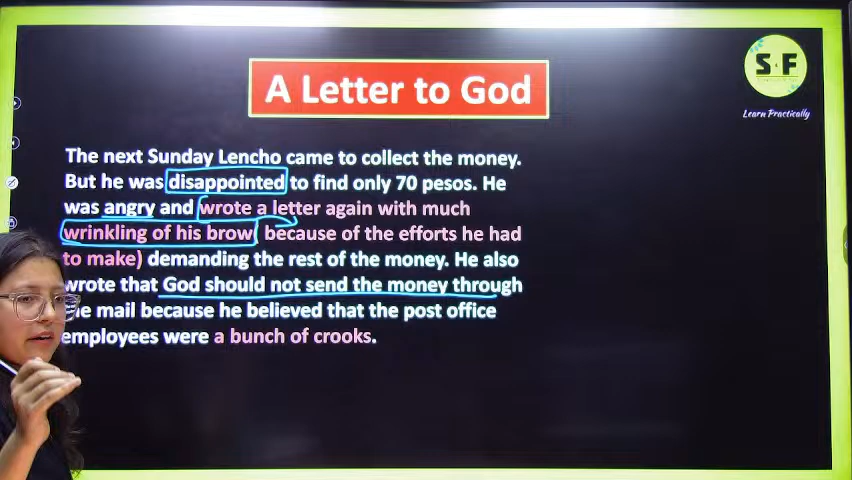 A Letter to God
S F
Learn Practically
The next Sunday Lencho came to collect the money.
But he was disappointed to find only 70 pesos. He
was angry and wrote a letter again with much
wrinkling of his brow( because of the efforts he had
to make) demanding the rest of the money. He also
wrote that God should not send the money through
the mail because he believed that the post office
employees were a bunch of crooks.